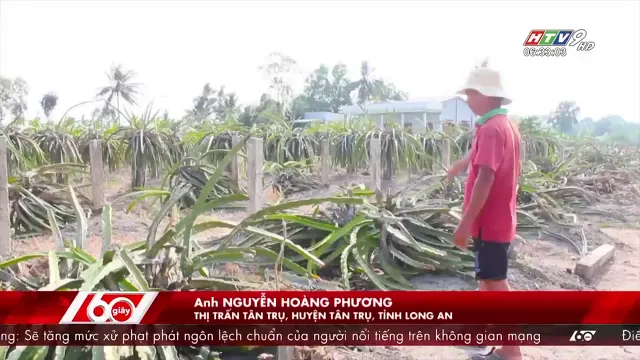 HTV9 HD
06:33:03
60 giây
Anh NGUYỄN HOÀNG PHƯƠNG
THỊ TRẤN TÂN TRỤ, HUYỆN TÂN TRỤ, TỈNH LONG AN
ng: Sẽ tăng mức xử phạt phát ngôn lệch chuẩn của người nổi tiếng trên không gian mạng
60